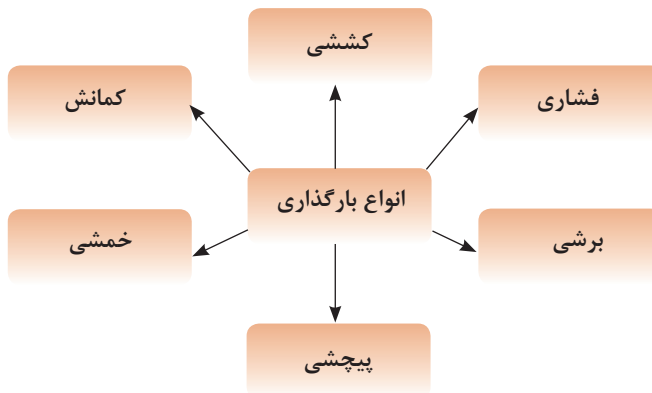 کششی
فشاری
کمانش
انواع بارگذاری
برشی
خمشی
پیچشی